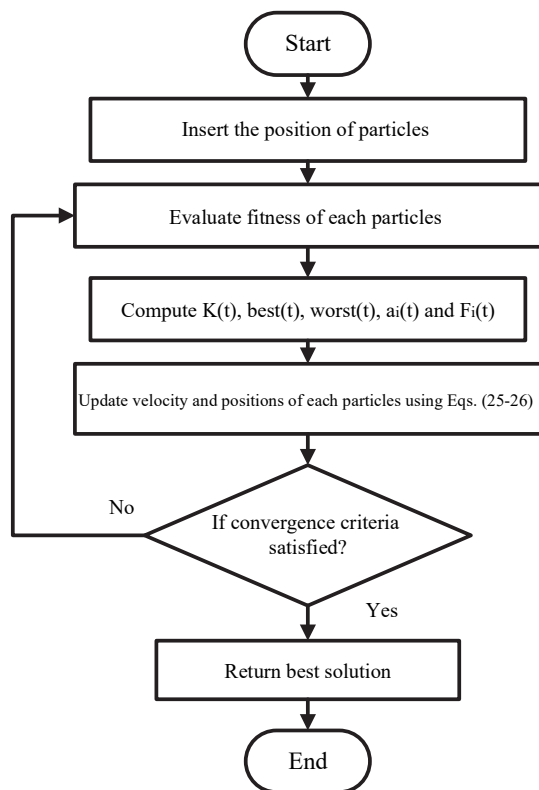 Start
Insert the position of particles
Evaluate fitness of each particles
Compute K(t), best(t), worst(t), ai(t) and Fi(t)
Update velocity and positions of each particles using Eqs. (25-26)
No
If convergence criteria
satisfied?
Yes
Return best solution
End